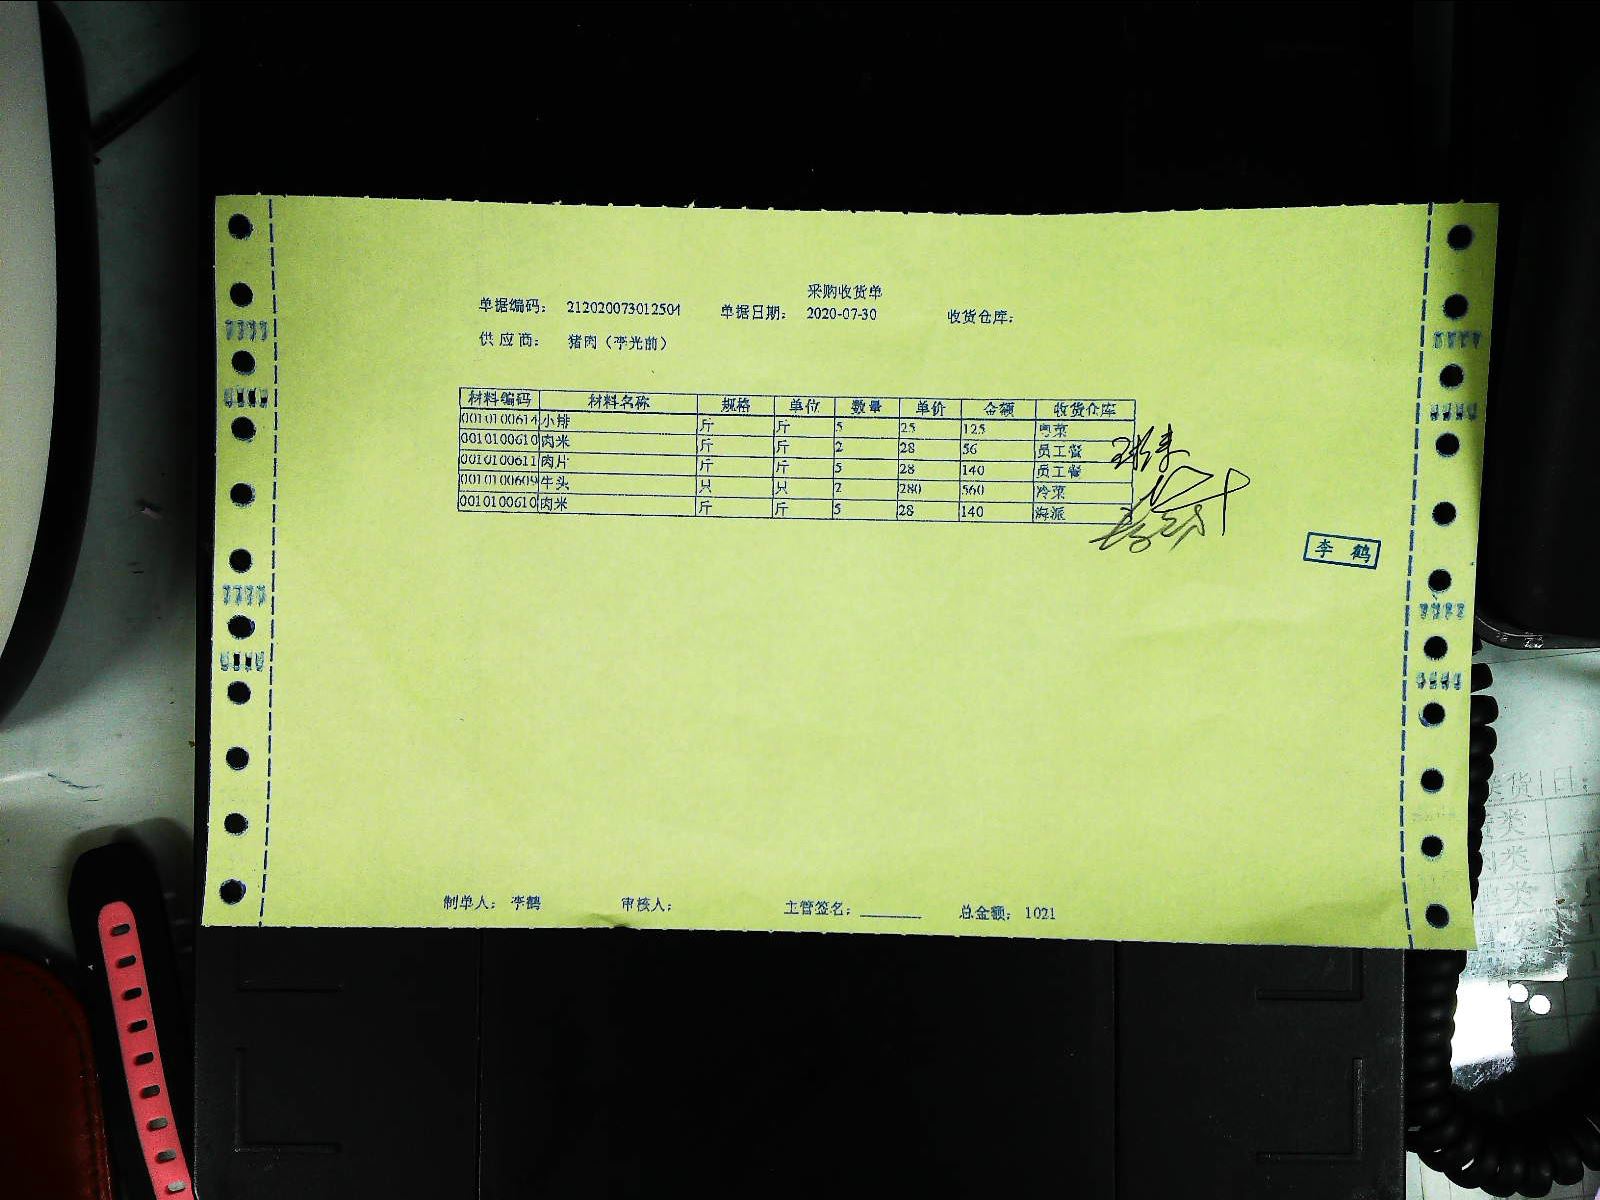 采购收货单
单据编码： 212020073012504 单据日期： 2020-07-30 收货仓库：
供 应 商： 猪肉（李光前）
材料编码 材料名称 规格 单位 数量 单价 金额 收货仓库
0010100614 小排 斤 斤 5 25 125 粤菜
0010100610 肉米 斤 斤 2 28 56 员工餐
0010100611 肉片 斤 斤 5 28 140 员工餐
0010100609 牛头 只 只 2 280 560 冷菜
0010100610 肉米 斤 斤 5 28 140 海派
李 鹤
制单人： 李鹤 审核人： 主管签名：______ 总金额： 1021